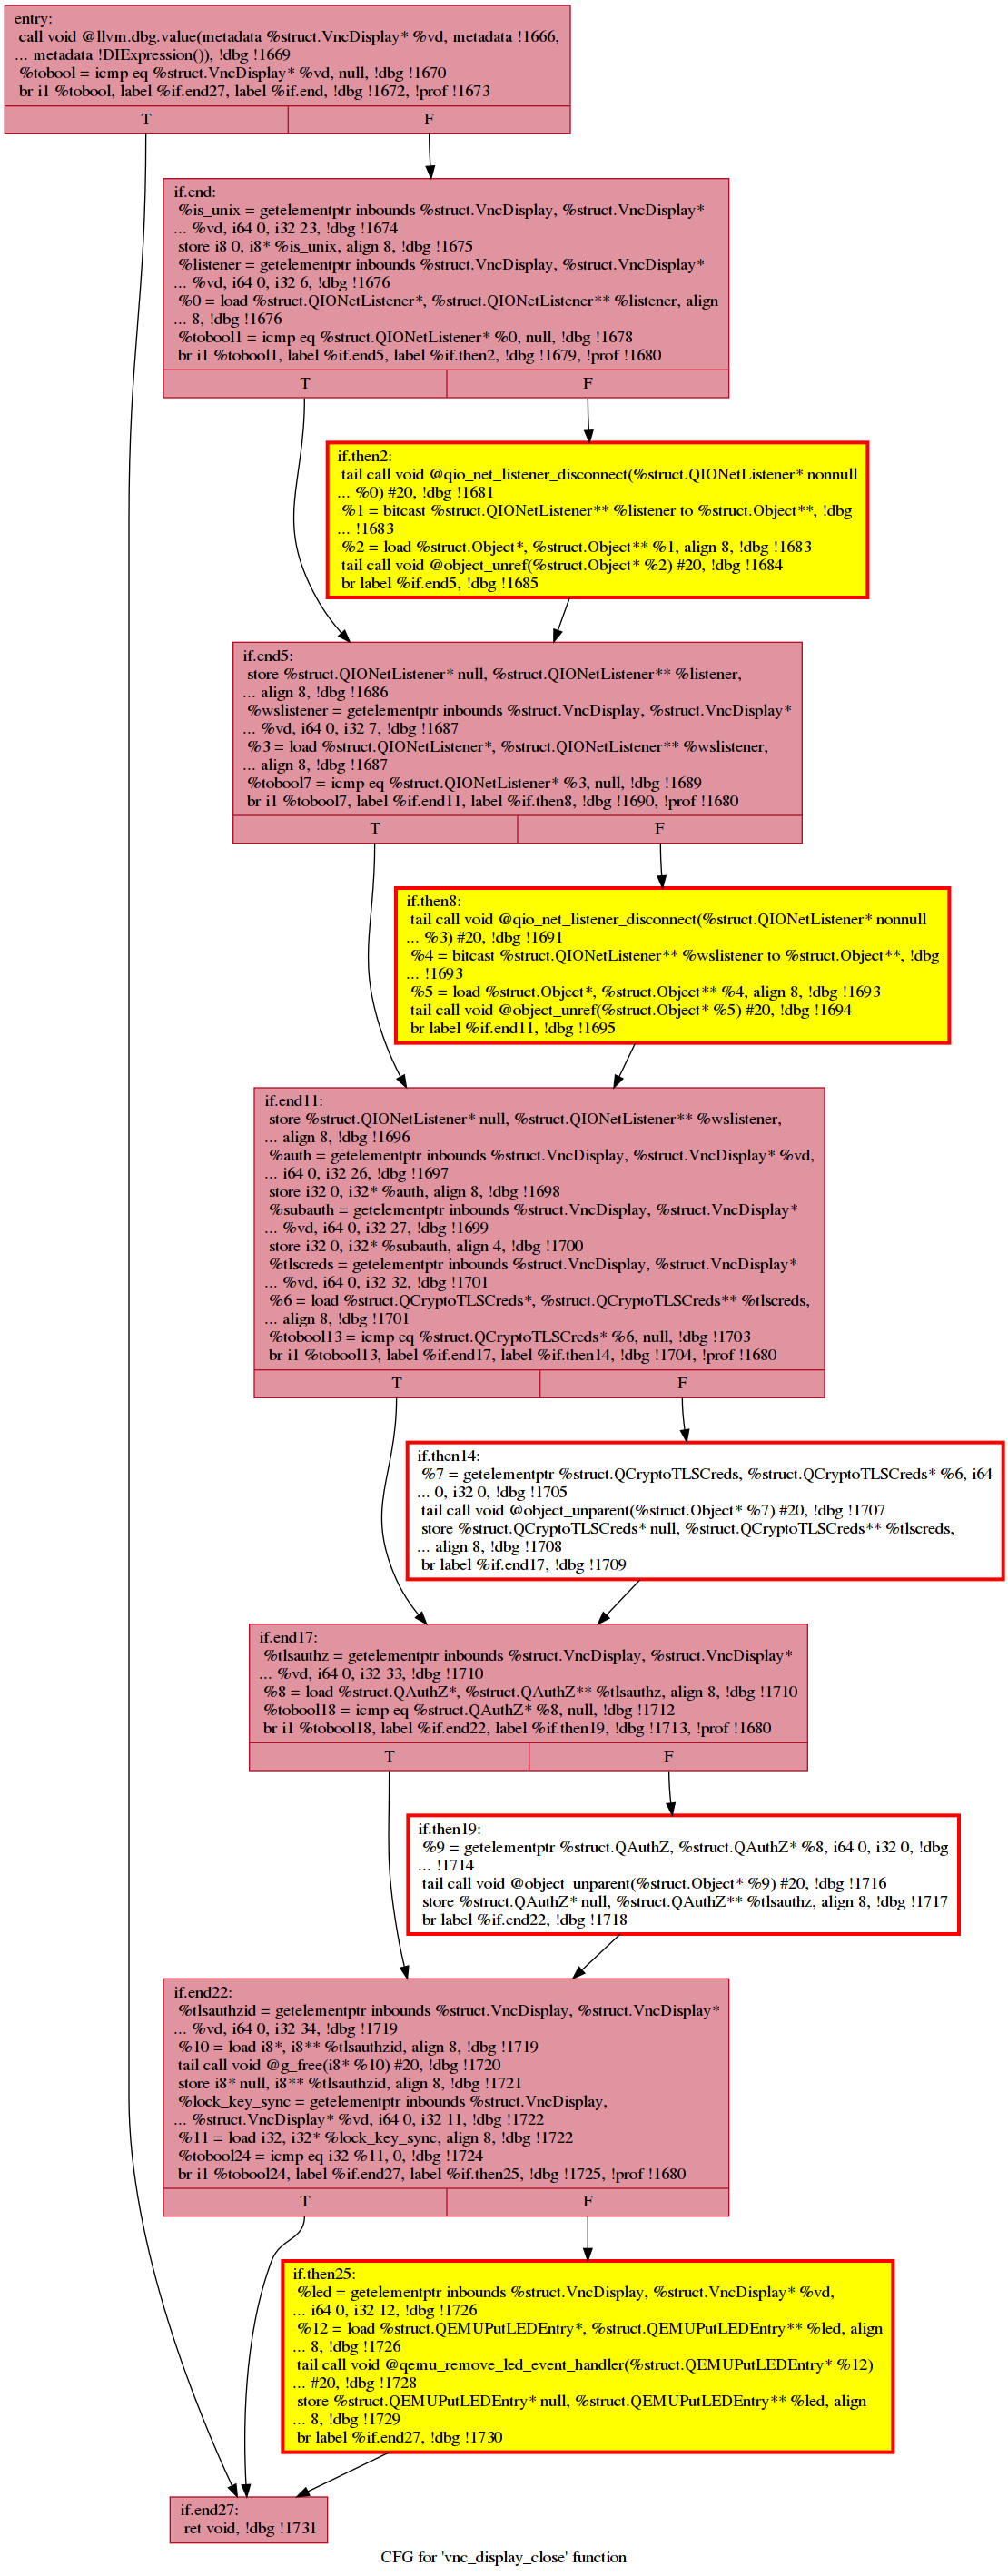 entry:
call void @llvm.dbg.value(metadata %struct.VncDisplay* %vd, metadata !1666,
... metadata !DIExpression()), !dbg !1669
%tobool = icmp eq %struct.VncDisplay* %vd, null, !dbg !1670
br i1 %tobool, label %if.end27, label %if.end, !dbg !1672, !prof !1673
T F
if.end:
%is_unix = getelementptr inbounds %struct.VncDisplay, %struct.VncDisplay*
... %vd, i64 0, i32 23, !dbg !1674
store i8 0, i8* %is_unix, align 8, !dbg !1675
%listener = getelementptr inbounds %struct.VncDisplay, %struct.VncDisplay*
... %vd, i64 0, i32 6, !dbg !1676
%0 = load %struct.QIONetListener*, %struct.QIONetListener** %listener, align
... 8, !dbg !1676
%tobool1 = icmp eq %struct.QIONetListener* %0, null, !dbg !1678
br i1 %tobool1, label %if.end5, label %if.then2, !dbg !1679, !prof !1680
T F
if.then2:
tail call void @qio_net_listener_disconnect(%struct.QIONetListener* nonnull
... %0) #20, !dbg !1681
%1 = bitcast %struct.QIONetListener** %listener to %struct.Object**, !dbg
... !1683
%2 = load %struct.Object*, %struct.Object** %1, align 8, !dbg !1683
tail call void @object_unref(%struct.Object* %2) #20, !dbg !1684
br label %if.end5, !dbg !1685
if.end5:
store %struct.QIONetListener* null, %struct.QIONetListener** %listener,
... align 8, !dbg !1686
%wslistener = getelementptr inbounds %struct.VncDisplay, %struct.VncDisplay*
... %vd, i64 0, i32 7, !dbg !1687
%3 = load %struct.QIONetListener*, %struct.QIONetListener** %wslistener,
... align 8, !dbg !1687
%tobool7 = icmp eq %struct.QIONetListener* %3, null, !dbg !1689
br i1 %tobool7, label %if.end11, label %if.then8, !dbg !1690, !prof !1680
T F
if.then8:
tail call void @qio_net_listener_disconnect(%struct.QIONetListener* nonnull
... %3) #20, !dbg !1691
%4 = bitcast %struct.QIONetListener** %wslistener to %struct.Object**, !dbg
... !1693
%5 = load %struct.Object*, %struct.Object** %4, align 8, !dbg !1693
tail call void @object_unref(%struct.Object* %5) #20, !dbg !1694
br label %if.end11, !dbg !1695
if.end11:
store %struct.QIONetListener* null, %struct.QIONetListener** %wslistener,
... align 8, !dbg !1696
%auth = getelementptr inbounds %struct.VncDisplay, %struct.VncDisplay* %vd,
... i64 0, i32 26, !dbg !1697
store i32 0, i32* %auth, align 8, !dbg !1698
%subauth = getelementptr inbounds %struct.VncDisplay, %struct.VncDisplay*
... %vd, i64 0, i32 27, !dbg !1699
store i32 0, i32* %subauth, align 4, !dbg !1700
%tlscreds = getelementptr inbounds %struct.VncDisplay, %struct.VncDisplay*
... %vd, i64 0, i32 32, !dbg !1701
%6 = load %struct.QCryptoTLSCreds*, %struct.QCryptoTLSCreds** %tlscreds,
... align 8, !dbg !1701
%tobool13 = icmp eq %struct.QCryptoTLSCreds* %6, null, !dbg !1703
br i1 %tobool13, label %if.end17, label %if.then14, !dbg !1704, !prof !1680
T F
if.then14:
%7 = getelementptr %struct.QCryptoTLSCreds, %struct.QCryptoTLSCreds* %6, i64
... 0, i32 0, !dbg !1705
tail call void @object_unparent(%struct.Object* %7) #20, !dbg !1707
store %struct.QCryptoTLSCreds* null, %struct.QCryptoTLSCreds** %tlscreds,
... align 8, !dbg !1708
br label %if.end17, !dbg !1709
if.end17:
%tlsauthz = getelementptr inbounds %struct.VncDisplay, %struct.VncDisplay*
... %vd, i64 0, i32 33, !dbg !1710
%8 = load %struct.QAuthZ*, %struct.QAuthZ** %tlsauthz, align 8, !dbg !1710
%tobool18 = icmp eq %struct.QAuthZ* %8, null, !dbg !1712
br i1 %tobool18, label %if.end22, label %if.then19, !dbg !1713, !prof !1680
T F
if.then19:
%9 = getelementptr %struct.QAuthZ, %struct.QAuthZ* %8, i64 0, i32 0, !dbg
... !1714
tail call void @object_unparent(%struct.Object* %9) #20, !dbg !1716
store %struct.QAuthZ* null, %struct.QAuthZ** %tlsauthz, align 8, !dbg !1717
br label %if.end22, !dbg !1718
if.end22:
%tlsauthzid = getelementptr inbounds %struct.VncDisplay, %struct.VncDisplay*
... %vd, i64 0, i32 34, !dbg !1719
%10 = load i8*, i8** %tlsauthzid, align 8, !dbg !1719
tail call void @g_free(i8* %10) #20, !dbg !1720
store i8* null, i8** %tlsauthzid, align 8, !dbg !1721
%lock_key_sync = getelementptr inbounds %struct.VncDisplay,
... %struct.VncDisplay* %vd, i64 0, i32 11, !dbg !1722
%11 = load i32, i32* %lock_key_sync, align 8, !dbg !1722
%tobool24 = icmp eq i32 %11, 0, !dbg !1724
br i1 %tobool24, label %if.end27, label %if.then25, !dbg !1725, !prof !1680
T F
if.then25:
%led = getelementptr inbounds %struct.VncDisplay, %struct.VncDisplay* %vd,
... i64 0, i32 12, !dbg !1726
%12 = load %struct.QEMUPutLEDEntry*, %struct.QEMUPutLEDEntry** %led, align
... 8, !dbg !1726
tail call void @qemu_remove_led_event_handler(%struct.QEMUPutLEDEntry* %12)
... #20, !dbg !1728
store %struct.QEMUPutLEDEntry* null, %struct.QEMUPutLEDEntry** %led, align
... 8, !dbg !1729
br label %if.end27, !dbg !1730
if.end27:
ret void, !dbg !1731
CFG for 'vnc_display_close' function